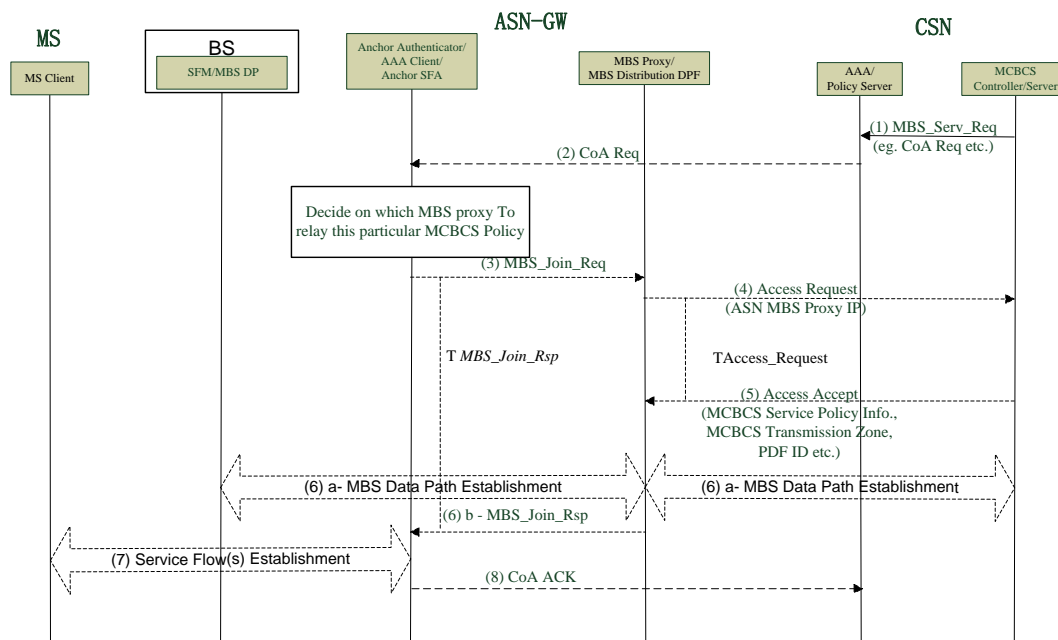 MS
ASN-GW
CSN
BS
MS Client
SFM/MBS DP
Anchor Authenticator/
AAA Client/
Anchor SFA
MBS Proxy/
MBS Distribution DPF
AAA/
Policy Server
MCBCS
Controller/Server
(1) MBS_Serv_Req
(eg. CoA Req etc.)
(2) CoA Req
Decide on which MBS proxy To
relay this particular MCBCS Policy
(3) MBS_Join_Req
(4) Access Request
(ASN MBS Proxy IP)
T MBS_Join_Rsp
TAccess_Request
(5) Access Accept
(MCBCS Service Policy Info.,
MCBCS Transmission Zone,
PDF ID etc.)
(6) a- MBS Data Path Establishment
(6) a- MBS Data Path Establishment
(6) b - MBS_Join_Rsp
(7) Service Flow(s) Establishment
(8) CoA ACK